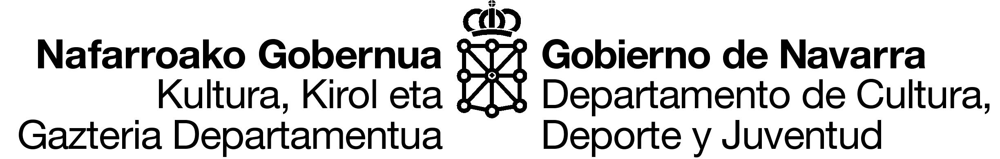 Nafarroako Gobernua
Kultura, Kirol eta
Gazteria Departamentua
Gobierno de Navarra
Departamento de Cultura,
Deporte y Juventud